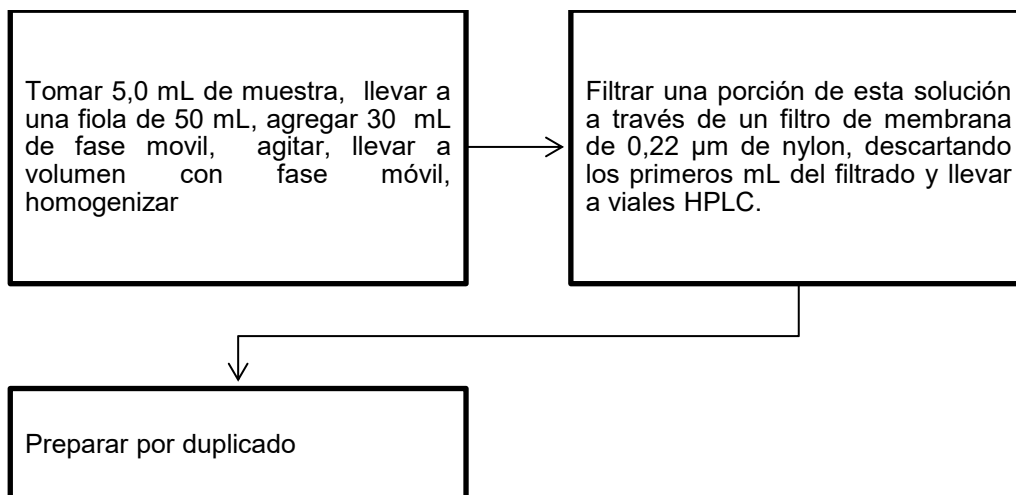 Tomar 5,0 mL de muestra, llevar a
una fiola de 50 mL, agregar 30 mL
de fase movil, agitar, llevar a
volumen con fase móvil,
homogenizar
Filtrar una porción de esta solución
a través de un filtro de membrana
de 0,22 µm de nylon, descartando
los primeros mL del filtrado y llevar
a viales HPLC.
Preparar por duplicado